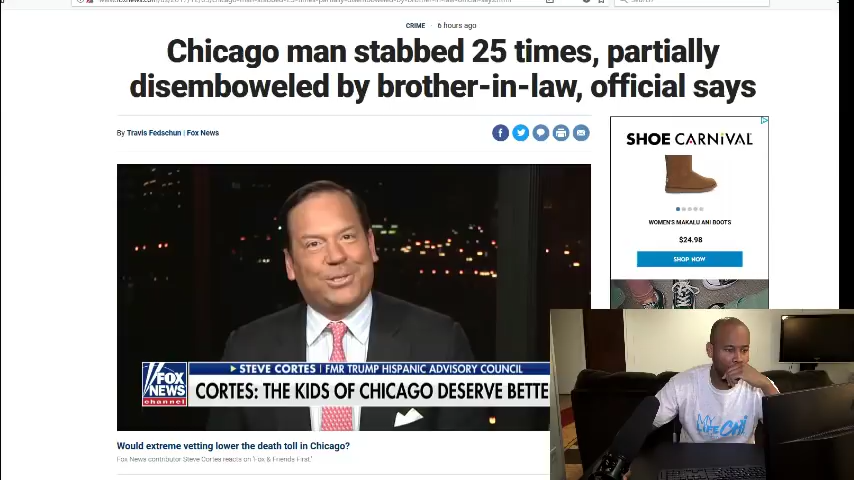 CRIME 6 hours ago
Chicago man stabbed 25 times, partially
disemboweled by brother-in-law, official says
By Travis Fedschun | Fox News
SHOE CARNIVAL
WOMEN'S MAKALU ANI BOOTS
$24.98
SHOP NOW
STEVE CORTES | FMR TRUMP HISPANIC ADVISORY COUNCIL
FOX
NEWS
channel
CORTES: THE KIDS OF CHICAGO DESERVE BETTE
MY
LIFE
CHI
Would extreme vetting lower the death toll in Chicago?
Fox News contributor Steve Cortes reacts on 'Fox & Friends First.'